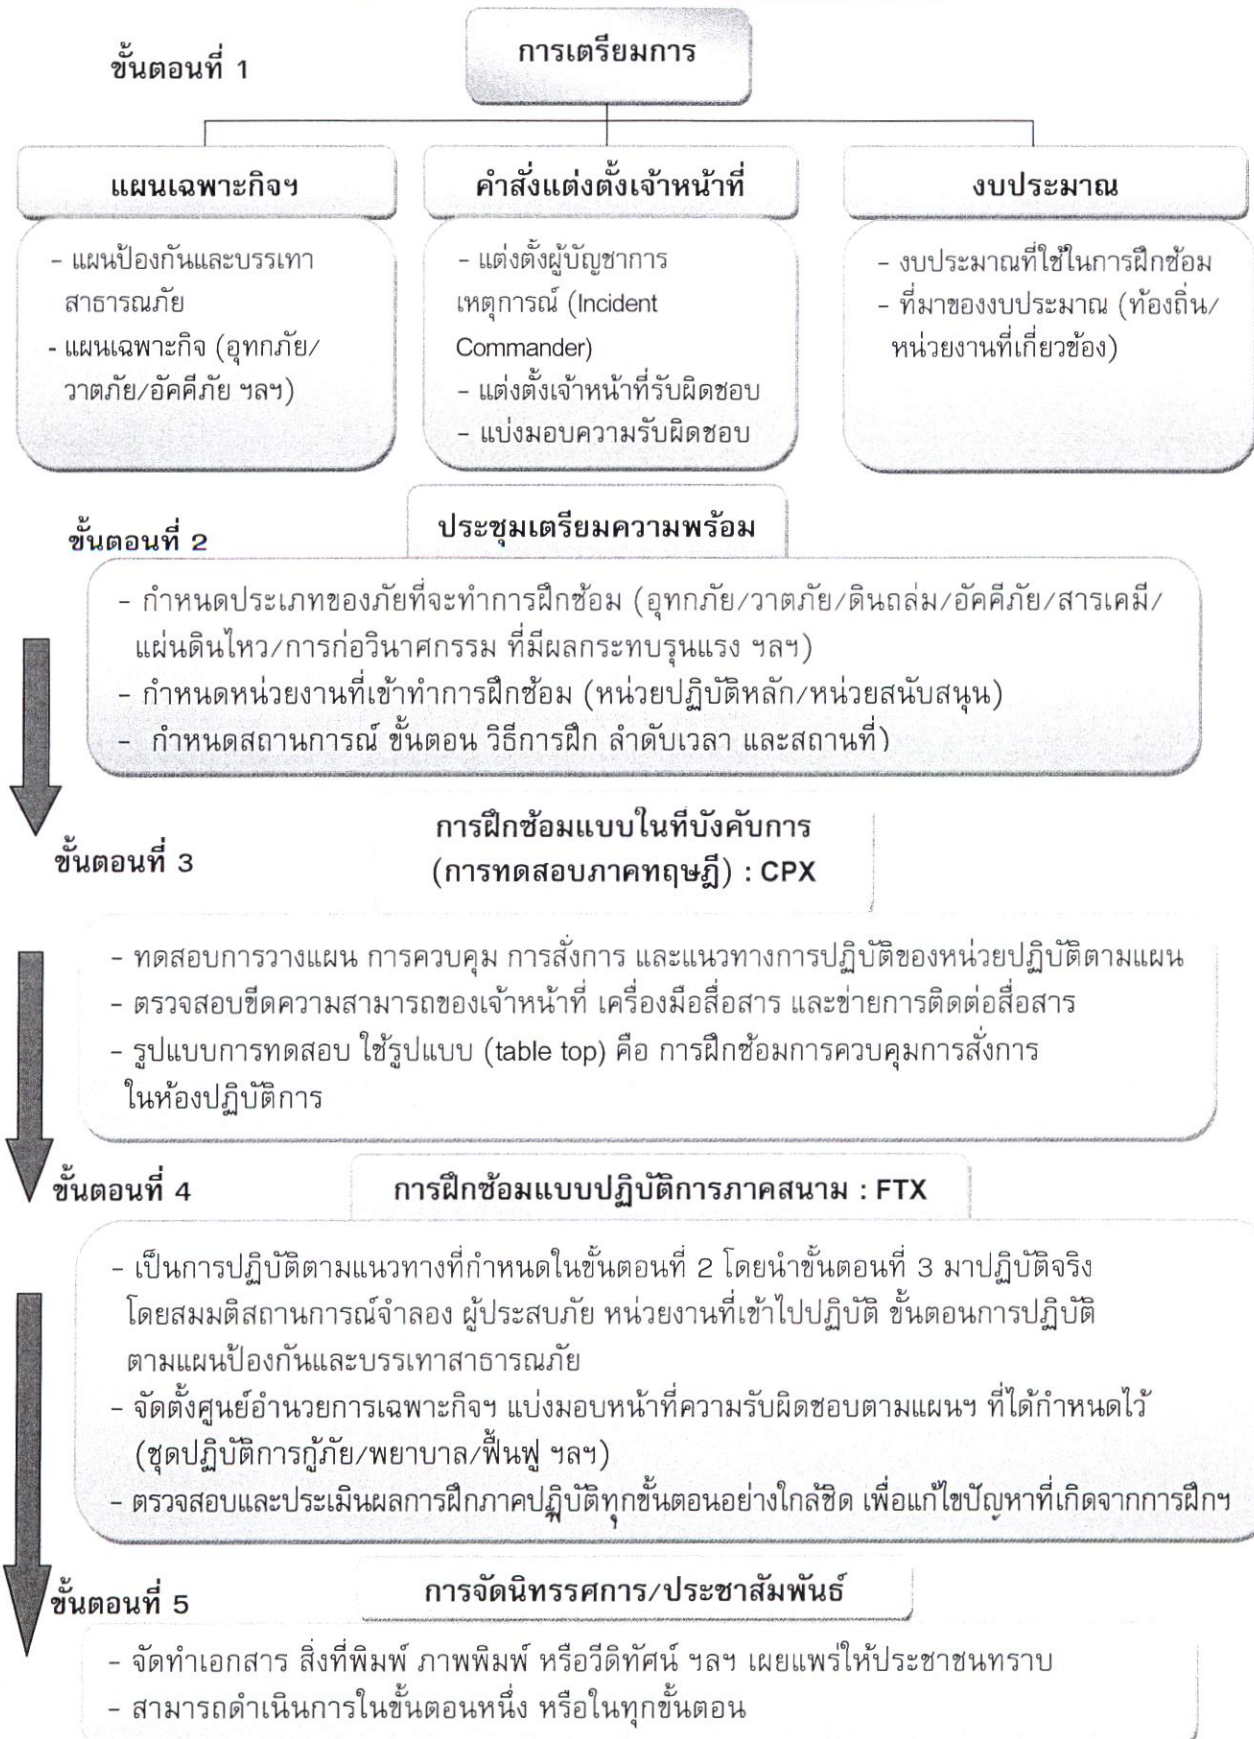 ขั้นตอนที่ 1
การเตรียมการ
แผนเฉพาะกิจฯ
- แผนป้องกันและบรรเทา
สาธารณภัย
- แผนเฉพาะกิจ (อุทกภัย/
วาตภัย/อัคคีภัย ฯลฯ)
คำสั่งแต่งตั้งเจ้าหน้าที่
- แต่งตั้งผู้บัญชาการ
เหตุการณ์ (Incident
Commander)
- แต่งตั้งเจ้าหน้าที่รับผิดชอบ
- แบ่งมอบความรับผิดชอบ
งบประมาณ
- งบประมาณที่ใช้ในการฝึกซ้อม
- ที่มาของงบประมาณ (ท้องถิ่น/
หน่วยงานที่เกี่ยวข้อง)
ขั้นตอนที่ 2
ประชุมเตรียมความพร้อม
- กำหนดประเภทของภัยที่จะทำการฝึกซ้อม (อุทกภัย/วาตภัย/ดินถล่ม/อัคคีภัย/สารเคมี/
แผ่นดินไหว/การก่อวินาศกรรม ที่มีผลกระทบรุนแรง ฯลฯ)
- กำหนดหน่วยงานที่เข้าทำการฝึกซ้อม (หน่วยปฏิบัติหลัก/หน่วยสนับสนุน)
- กำหนดสถานการณ์ ขั้นตอน วิธีการฝึก ลำดับเวลา และสถานที่)
ขั้นตอนที่ 3
การฝึกซ้อมแบบในที่บังคับการ
(การทดสอบภาคทฤษฎี) : CPX
- ทดสอบการวางแผน การควบคุม การสั่งการ และแนวทางการปฏิบัติของหน่วยปฏิบัติตามแผน
- ตรวจสอบขีดความสามารถของเจ้าหน้าที่ เครื่องมือสื่อสาร และข่ายการติดต่อสื่อสาร
- รูปแบบการทดสอบ ใช้รูปแบบ (table top) คือ การฝึกซ้อมการควบคุมการสั่งการ
ในห้องปฏิบัติการ
ขั้นตอนที่ 4
การฝึกซ้อมแบบปฏิบัติการภาคสนาม : FTX
- เป็นการปฏิบัติตามแนวทางที่กำหนดในขั้นตอนที่ 2 โดยนำขั้นตอนที่ 3 มาปฏิบัติจริง
โดยสมมติสถานการณ์จำลอง ผู้ประสบภัย หน่วยงานที่เข้าไปปฏิบัติ ขั้นตอนการปฏิบัติ
ตามแผนป้องกันและบรรเทาสาธารณภัย
- จัดตั้งศูนย์อำนวยการเฉพาะกิจฯ แบ่งมอบหน้าที่ความรับผิดชอบตามแผนฯ ที่ได้กำหนดไว้
(ชุดปฏิบัติการกู้ภัย/พยาบาล/ฟื้นฟู ฯลฯ)
- ตรวจสอบและประเมินผลการฝึกภาคปฏิบัติทุกขั้นตอนอย่างใกล้ชิด เพื่อแก้ไขปัญหาที่เกิดจากการฝึกฯ
ขั้นตอนที่ 5
การจัดนิทรรศการ/ประชาสัมพันธ์
- จัดทำเอกสาร สิ่งที่พิมพ์ ภาพพิมพ์ หรือวีดิทัศน์ ฯลฯ เผยแพร่ให้ประชาชนทราบ
- สามารถดำเนินการในขั้นตอนหนึ่ง หรือในทุกขั้นตอน